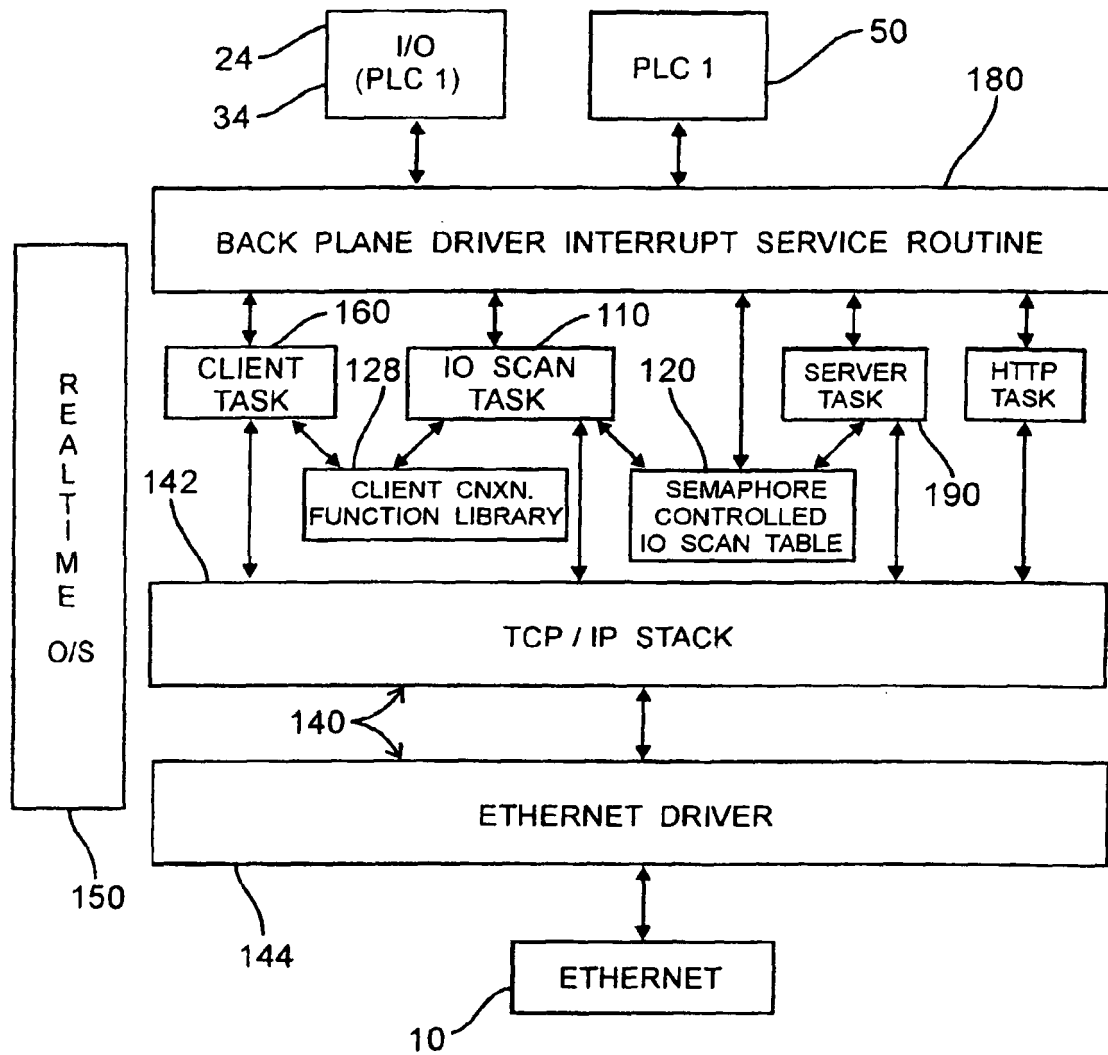 24
34
I/O
(PLC 1)
PLC 1
50
180
BACK PLANE DRIVER INTERRUPT SERVICE ROUTINE
REALTIME
O/S
150
160
CLIENT
TASK
128
110
IO SCAN
TASK
120
SERVER
TASK
190
HTTP
TASK
142
CLIENT CNXN.
FUNCTION LIBRARY
SEMAPHORE
CONTROLLED
IO SCAN TABLE
TCP / IP STACK
140
ETHERNET DRIVER
144
ETHERNET
10